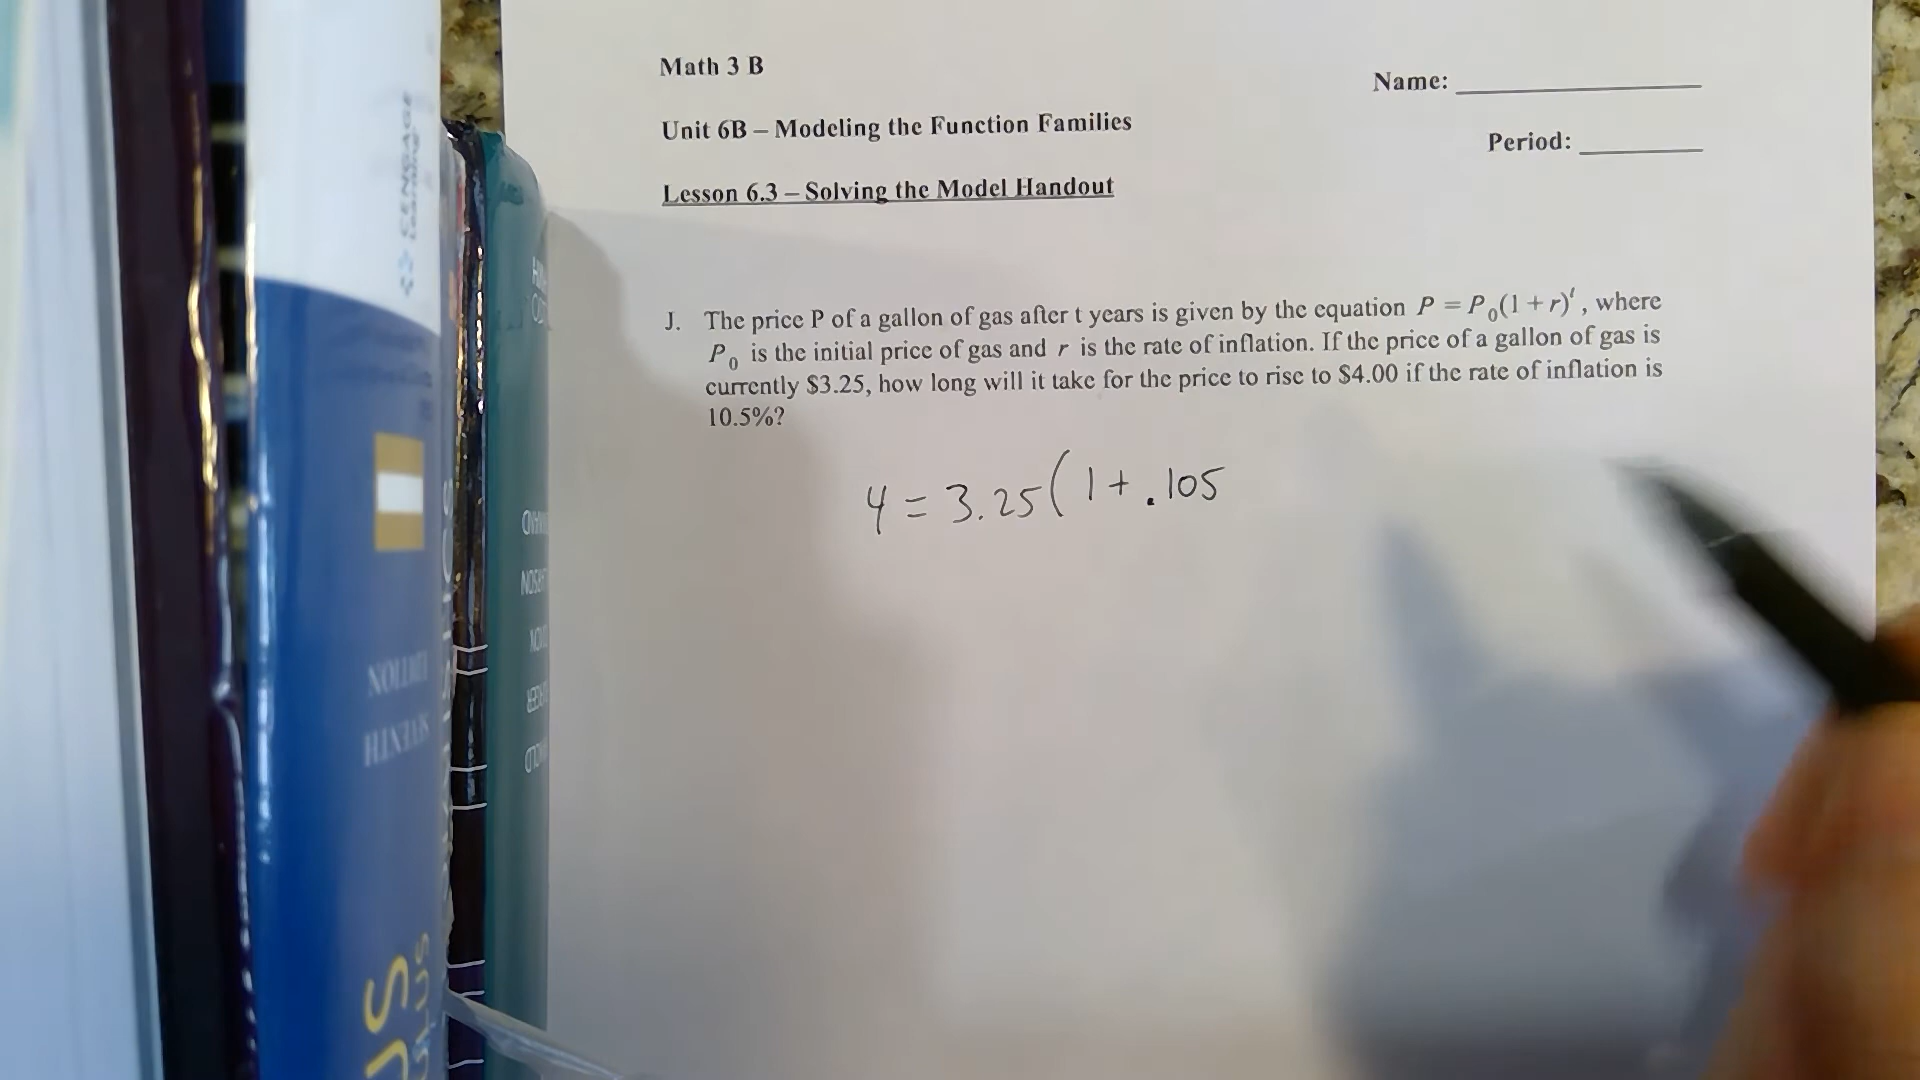 Math 3 B
Name:
Unit 6B – Modeling the Function Families
Period:
Lesson 6.3 – Solving the Model Handout
J. The price P of a gallon of gas after t years is given by the equation P = P₀(1 + r)ᵗ, where
P₀ is the initial price of gas and r is the rate of inflation. If the price of a gallon of gas is
currently $3.25, how long will it take for the price to rise to $4.00 if the rate of inflation is
10.5%?
4 = 3.25(1 + .105
CENGAGE
Learning
SEVENTH
EDITION